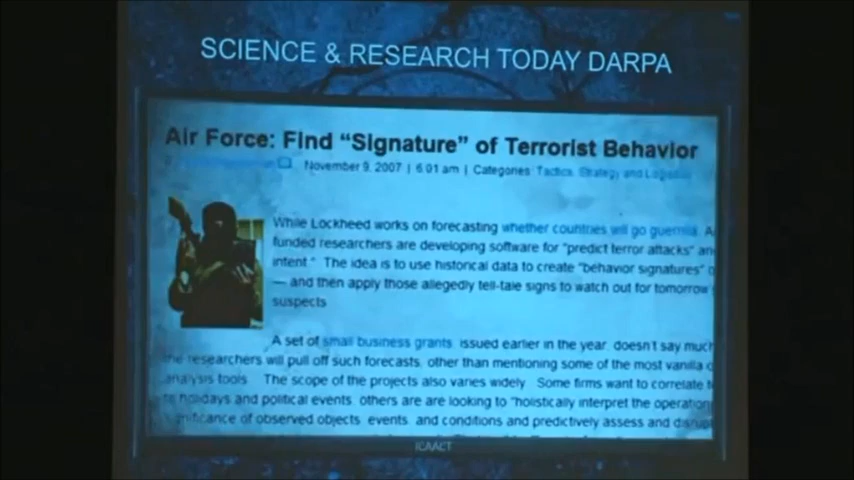 SCIENCE & RESEARCH TODAY DARPA
Air Force: Find "Signature" of Terrorist Behavior
November 9, 2007 | 6:01 am | Categories: Tactics, Strategy and Logistics
While Lockheed works on forecasting whether countries will go guerrilla. A
funded researchers are developing software for "predict terror attacks" an
intent." The idea is to use historical data to create "behavior signatures" o
— and then apply those allegedly tell-tale signs to watch out for tomorrow's
suspects.
A set of small business grants, issued earlier in the year, doesn't say much
the researchers will pull off such forecasts, other than mentioning some of the most vanilla o
analysis tools. The scope of the projects also varies widely. Some firms want to correlate t
to holidays and political events, others are are looking to "holistically interpret the operation
significance of observed objects, events, and conditions and predictively assess and disrupt
ICAACT